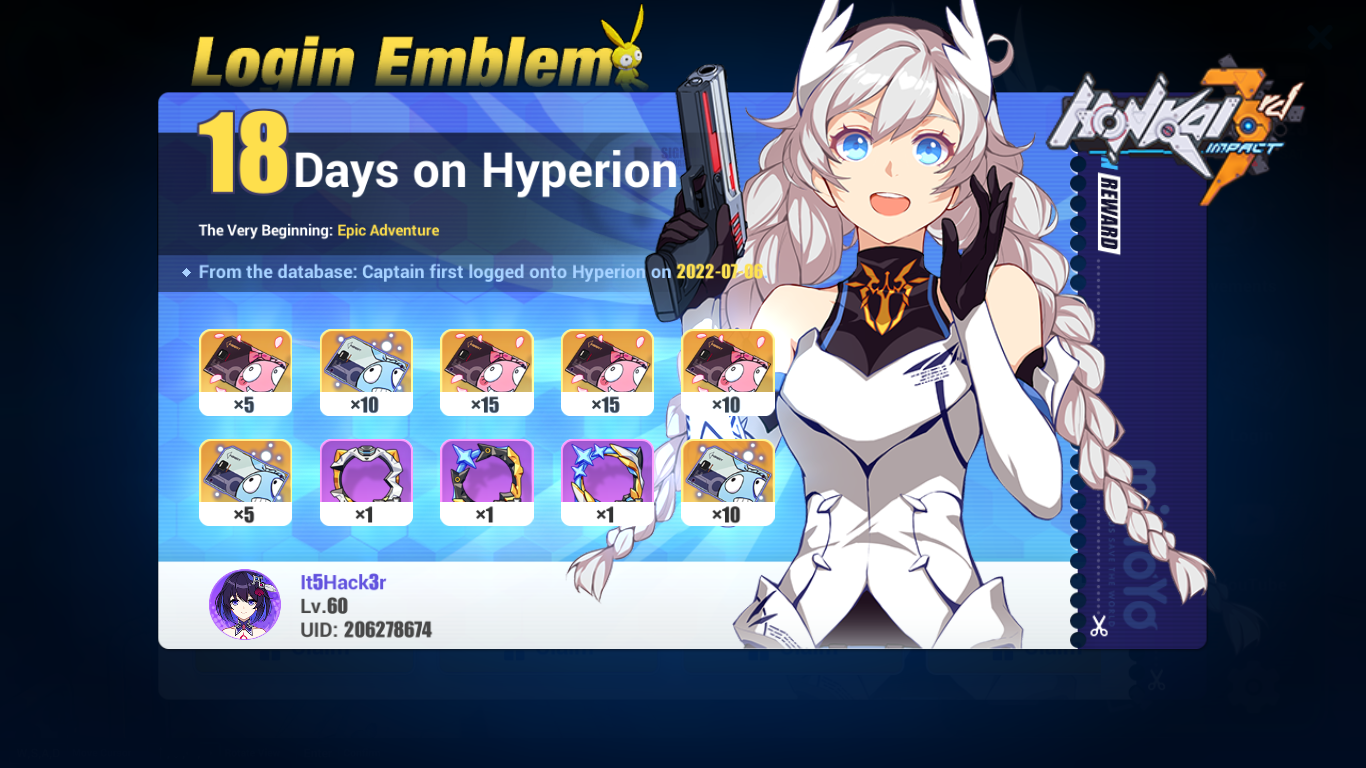 Login Emblem
HONKAI 3rd
IMPACT
18 Days on Hyperion
REWARD
The Very Beginning: Epic Adventure
From the database: Captain first logged onto Hyperion on 2022-07-06
×5 ×10 ×15 ×15 ×10
×5 ×1 ×1 ×1 ×10
It5Hack3r
Lv.60
UID: 206278674